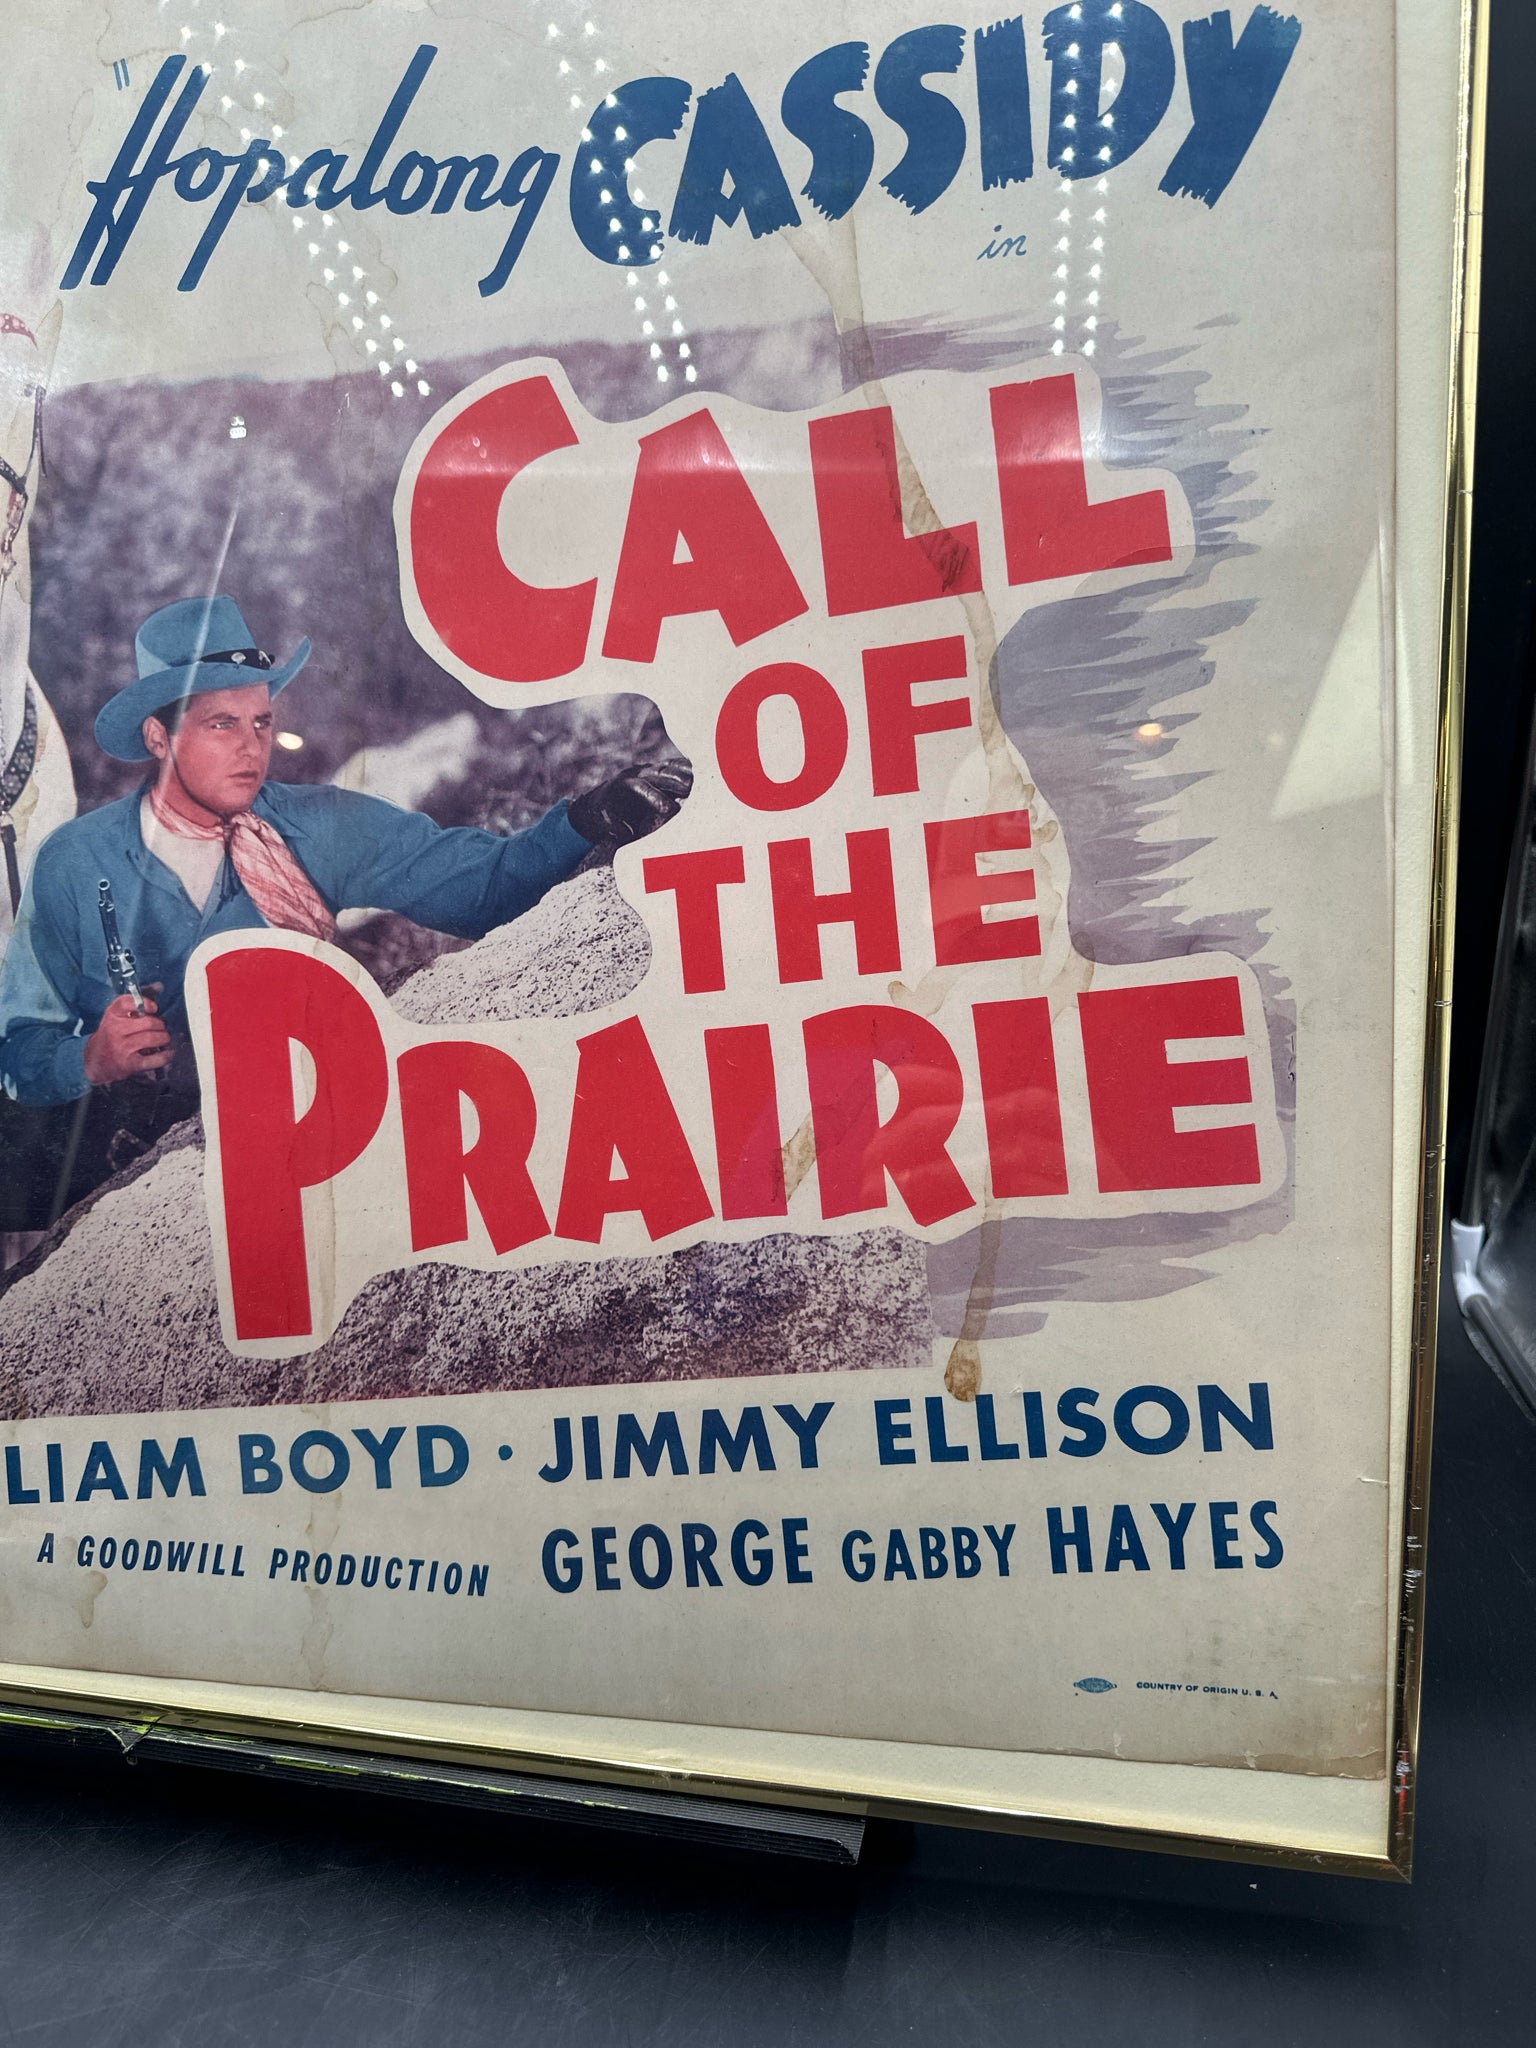 "Hopalong CASSIDY
in
CALL
OF
THE
PRAIRIE
LIAM BOYD · JIMMY ELLISON
A GOODWILL PRODUCTION GEORGE GABBY HAYES
COUNTRY OF ORIGIN U. S. A.